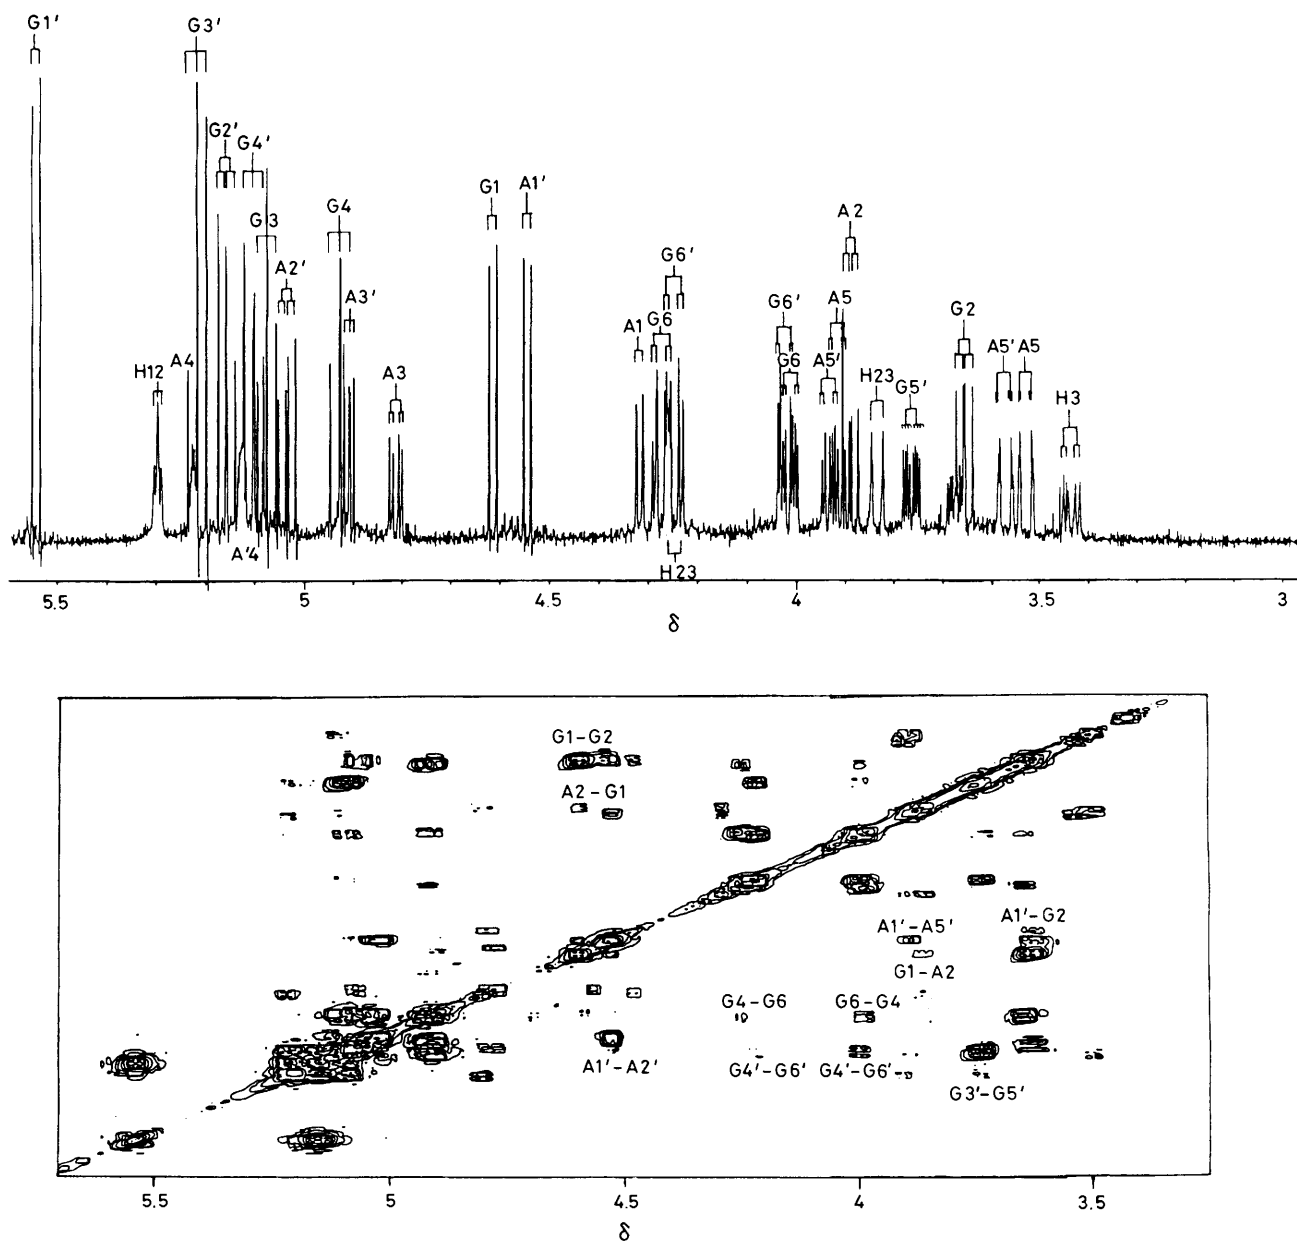 G1'
G3'
G2'
G4'
G1
A1'
A2
G3
G4
A2'
G6'
A3'
G6'
A5
G2
A1
G6
H12
A4
A3
G6
A5'
H23
G5'
A5'
A5
H3
A'4
H23
5.5
5
4.5
4
3.5
3
δ
G1-G2
A2-G1
A1'-A5'
A1'-G2
G1-A2
G4-G6
G6-G4
A1'-A2'
G4'-G6'
G4'-G6'
G3'-G5'
5.5
5
4.5
4
3.5
δ